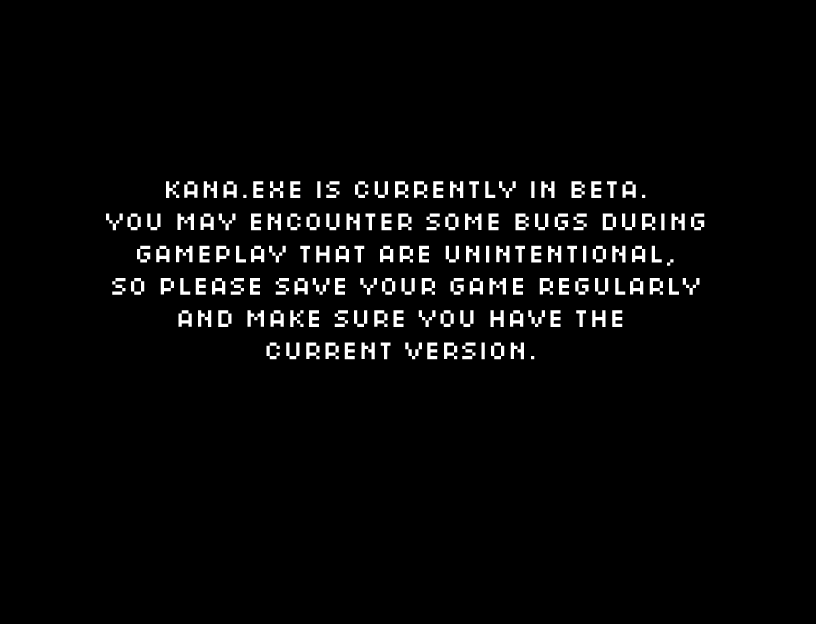 KANA.EXE IS CURRENTLY IN BETA.
YOU MAY ENCOUNTER SOME BUGS DURING
GAMEPLAY THAT ARE UNINTENTIONAL,
SO PLEASE SAVE YOUR GAME REGULARLY
AND MAKE SURE YOU HAVE THE
CURRENT VERSION.